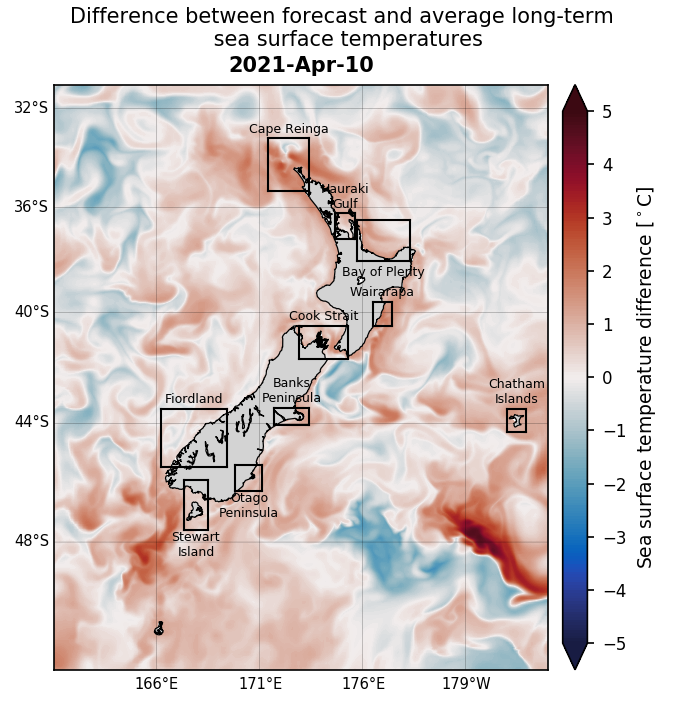 Difference between forecast and average long-term
sea surface temperatures
2021-Apr-10
32°S
36°S
40°S
44°S
48°S
166°E
171°E
176°E
179°W
Cape Reinga
Hauraki
Gulf
Bay of Plenty
Wairarapa
Cook Strait
Banks
Peninsula
Fiordland
Chatham
Islands
Otago
Peninsula
Stewart
Island
5
4
3
2
1
0
−1
−2
−3
−4
−5
Sea surface temperature difference [°C]